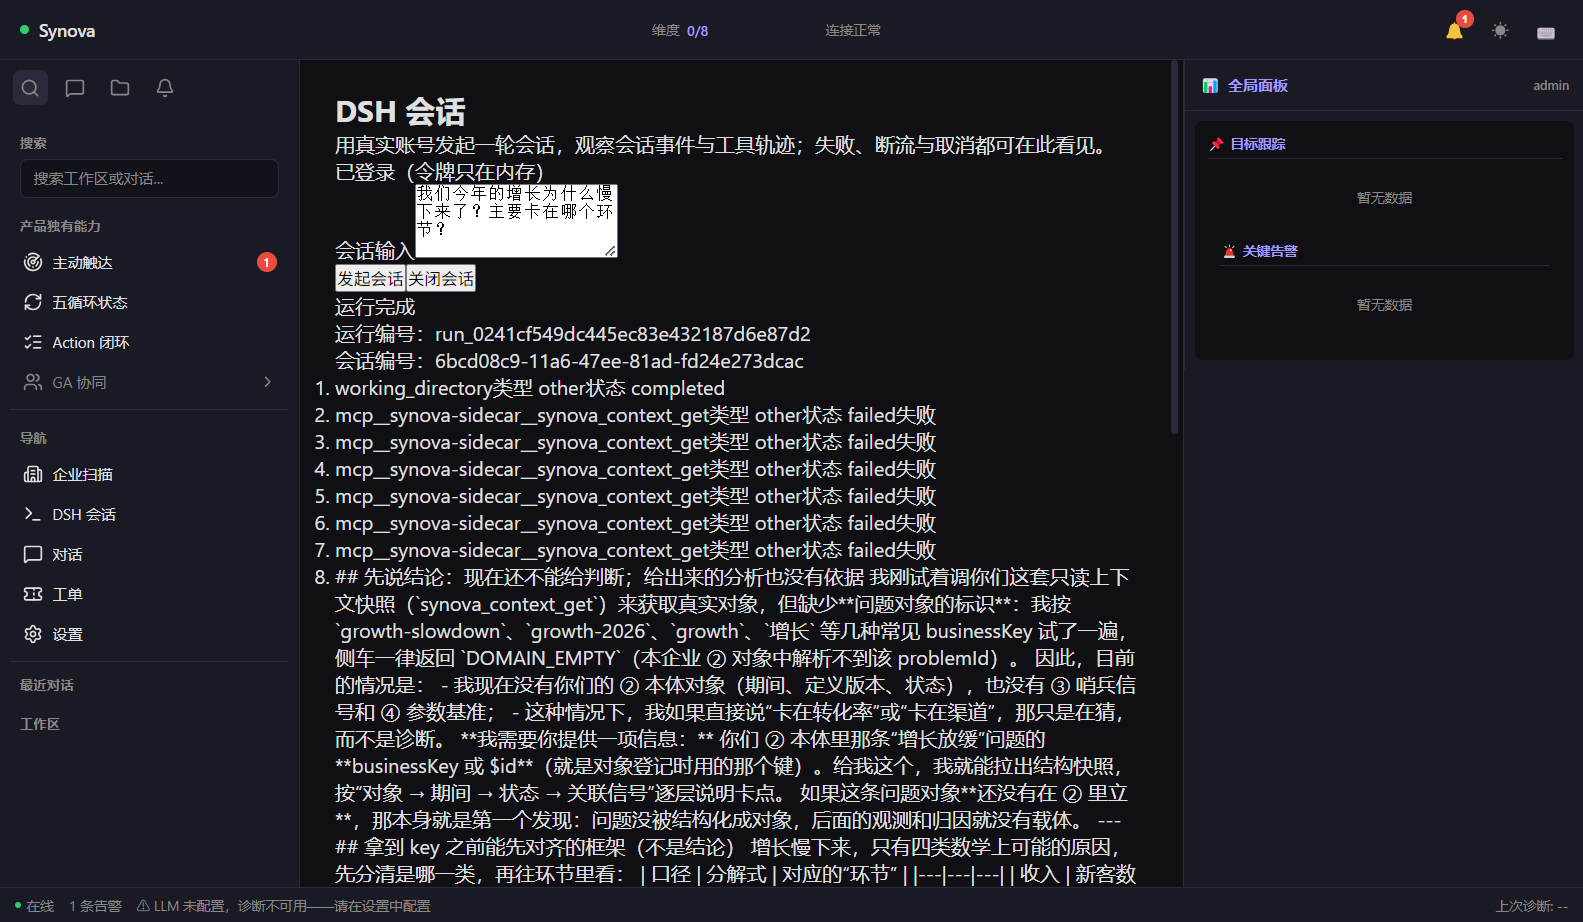 Synova
维度 0/8
连接正常
1
搜索
搜索工作区或对话...
产品独有能力
主动触达
1
五循环状态
Action 闭环
GA 协同
导航
企业扫描
DSH 会话
对话
工单
设置
最近对话
工作区
DSH 会话
用真实账号发起一轮会话，观察会话事件与工具轨迹；失败、断流与取消都可在此看见。
已登录（令牌只在内存）
会话输入
我们今年的增长为什么慢
下来了？主要卡在哪个环
节？
发起会话 关闭会话
运行完成
运行编号：run_0241cf549dc445ec83e432187d6e87d2
会话编号：6bcd08c9-11a6-47ee-81ad-fd24e273dcac
1. working_directory类型 other状态 completed
2. mcp__synova-sidecar__synova_context_get类型 other状态 failed失败
3. mcp__synova-sidecar__synova_context_get类型 other状态 failed失败
4. mcp__synova-sidecar__synova_context_get类型 other状态 failed失败
5. mcp__synova-sidecar__synova_context_get类型 other状态 failed失败
6. mcp__synova-sidecar__synova_context_get类型 other状态 failed失败
7. mcp__synova-sidecar__synova_context_get类型 other状态 failed失败
8. ## 先说结论：现在还不能给判断；给出来的分析也没有依据 我刚试着调你们这套只读上下
文快照（`synova_context_get`）来获取真实对象，但缺少**问题对象的标识**：我按
`growth-slowdown`、`growth-2026`、`growth`、`增长` 等几种常见 businessKey 试了一遍，
侧车一律返回 `DOMAIN_EMPTY`（本企业 ② 对象中解析不到该 problemId）。 因此，目前
的情况是： - 我现在没有你们的 ② 本体对象（期间、定义版本、状态），也没有 ③ 哨兵信
号和 ④ 参数基准； - 这种情况下，我如果直接说“卡在转化率”或“卡在渠道”，那只是在猜，
而不是诊断。 **我需要你提供一项信息：** 你们 ② 本体里那条“增长放缓”问题的
**businessKey 或 $id**（就是对象登记时用的那个键）。给我这个，我就能拉出结构快照，
按“对象 → 期间 → 状态 → 关联信号”逐层说明卡点。 如果这条问题对象**还没有在 ② 里立
**，那本身就是第一个发现：问题没被结构化成对象，后面的观测和归因就没有载体。 ---
## 拿到 key 之前能先对齐的框架（不是结论） 增长慢下来，只有四类数学上可能的原因，
先分清是哪一类，再往环节里看： | 口径 | 分解式 | 对应的“环节” | |---|---|---| | 收入 | 新客数
全局面板
admin
目标跟踪
暂无数据
关键告警
暂无数据
在线
1 条告警
⚠ LLM 未配置，诊断不可用——请在设置中配置
上次诊断: --